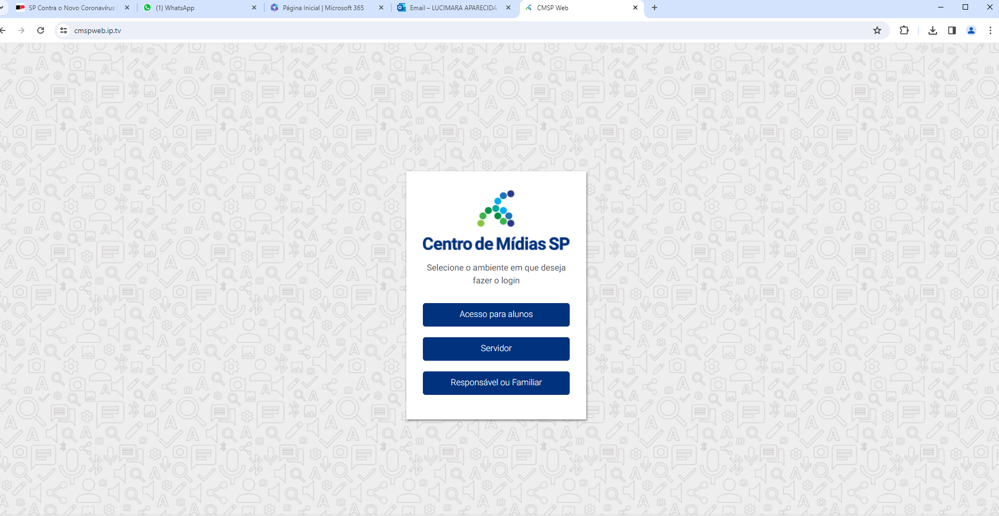 SP Contra o Novo Coronavírus
(1) WhatsApp
Página Inicial | Microsoft 365
Email – LUCIMARA APARECIDA
CMSP Web
cmspweb.ip.tv
Centro de Mídias SP
Selecione o ambiente em que deseja
fazer o login
Acesso para alunos
Servidor
Responsável ou Familiar